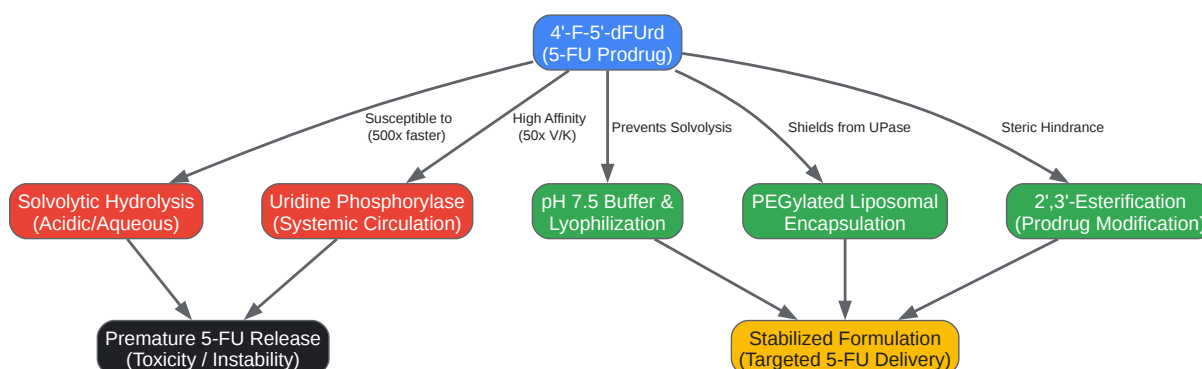 4'-F-5'-dFUrd
(5-FU Prodrug)
Susceptible to
(500x faster)
High Affinity
(50x V/K)
Prevents Solvolysis
Shields from UPase
Steric Hindrance
Solvolytic Hydrolysis
(Acidic/Aqueous)
Uridine Phosphorylase
(Systemic Circulation)
pH 7.5 Buffer &
Lyophilization
PEGylated Liposomal
Encapsulation
2',3'-Esterification
(Prodrug Modification)
Premature 5-FU Release
(Toxicity / Instability)
Stabilized Formulation
(Targeted 5-FU Delivery)